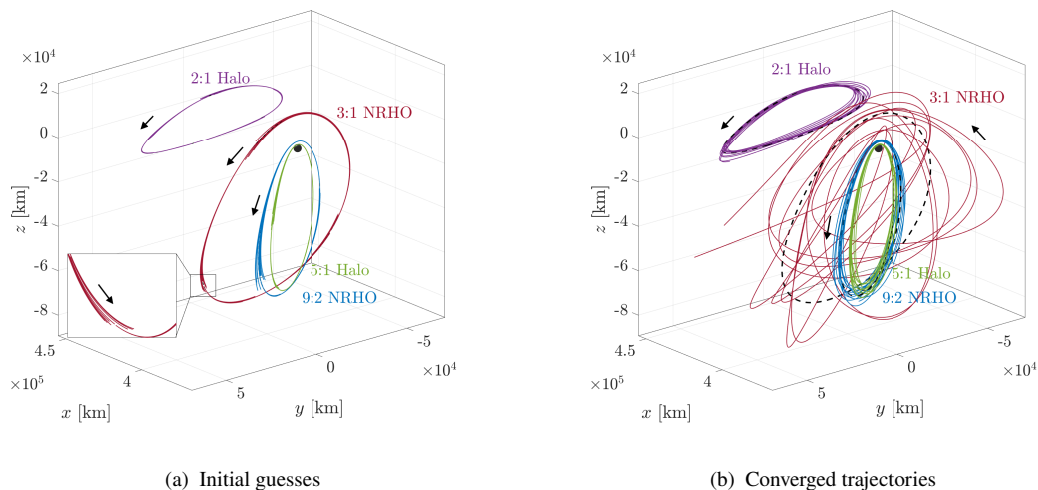 ×10⁴
2
0
-2
-4
-6
-8
z [km]
2:1 Halo
3:1 NRHO
5:1 Halo
9:2 NRHO
4.5
4
×10⁵
x [km]
5
0
-5
×10⁴
y [km]
(a) Initial guesses
×10⁴
2
0
-2
-4
-6
-8
z [km]
2:1 Halo
3:1 NRHO
5:1 Halo
9:2 NRHO
4.5
4
×10⁵
x [km]
5
0
-5
×10⁴
y [km]
(b) Converged trajectories